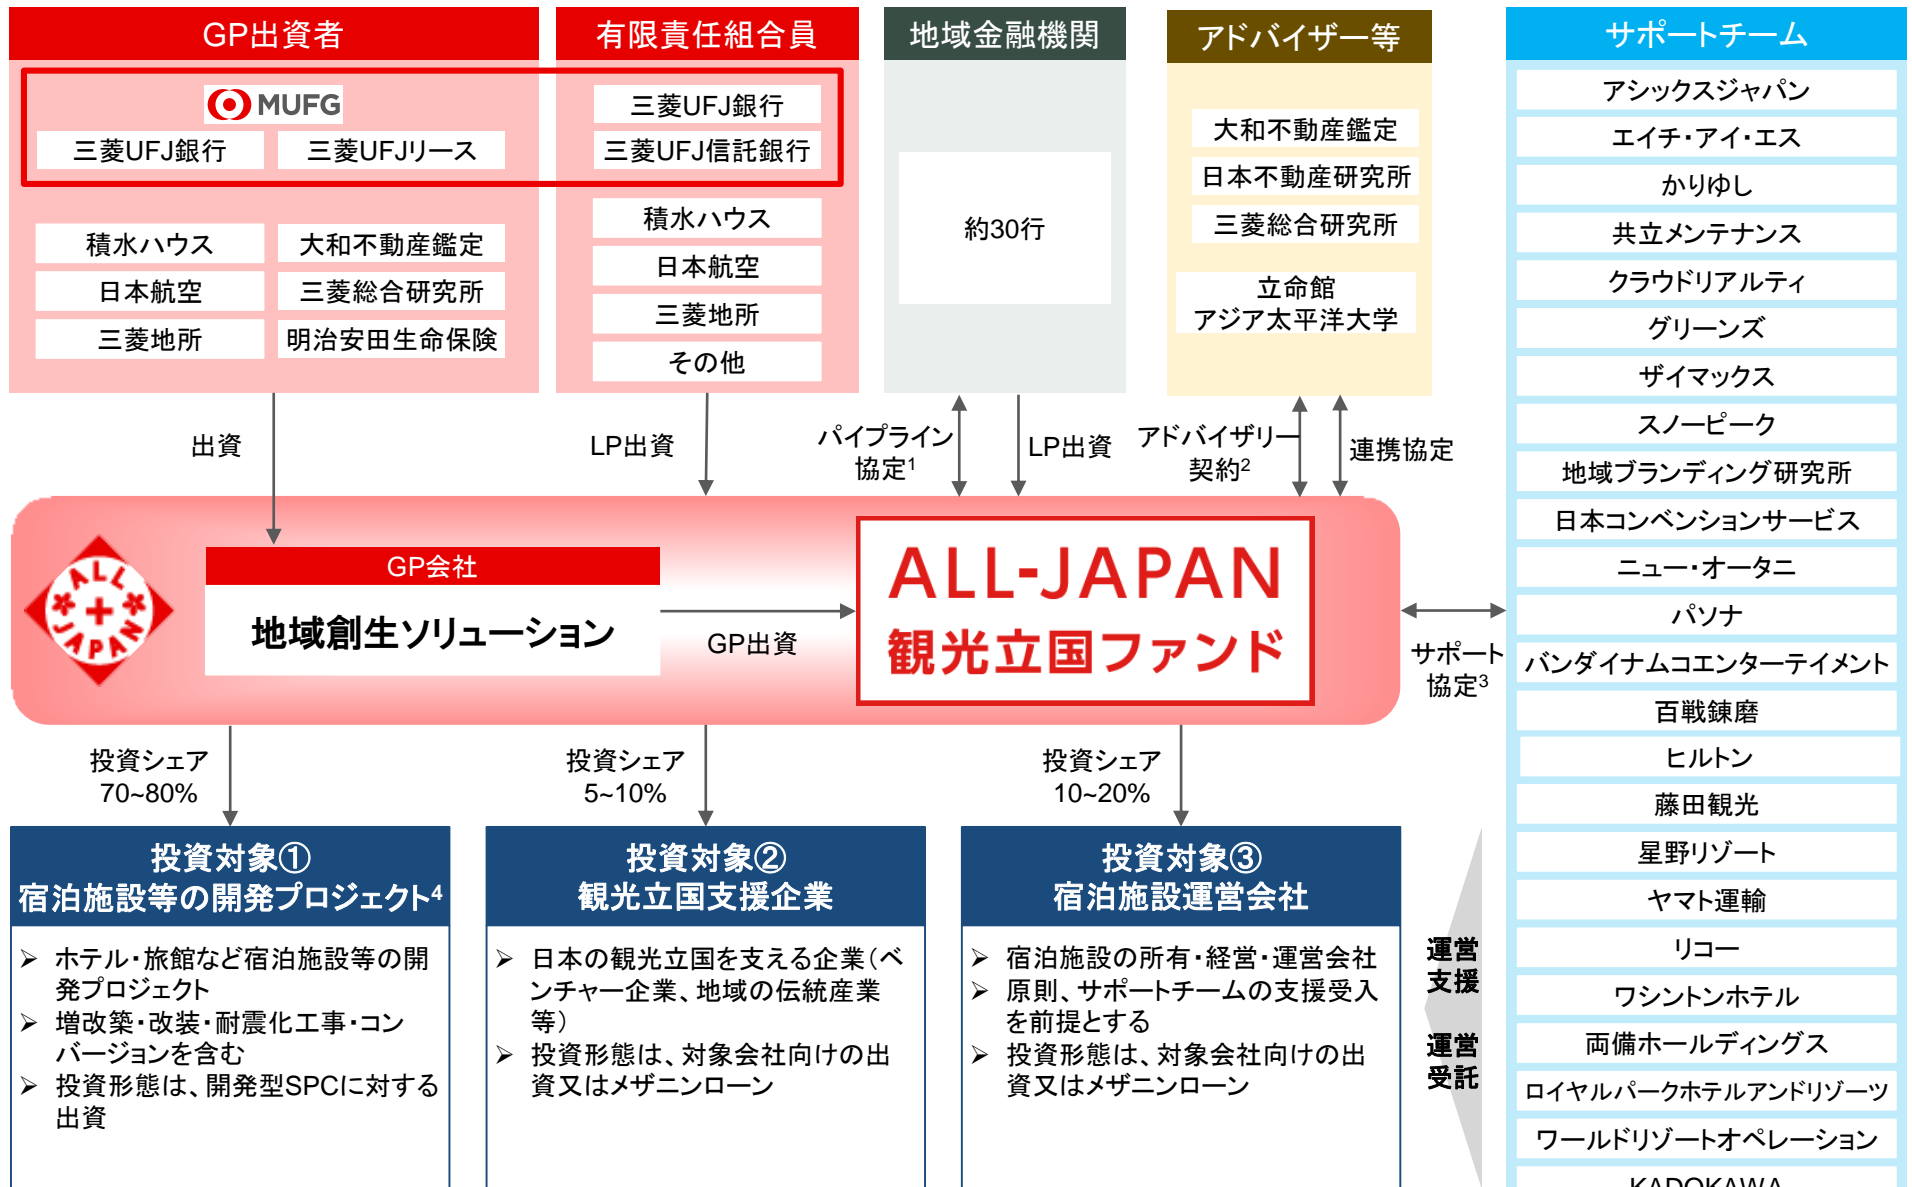 GP出資者
MUFG
三菱UFJ銀行
三菱UFJリース
積水ハウス
大和不動産鑑定
日本航空
三菱総合研究所
三菱地所
明治安田生命保険
有限責任組合員
三菱UFJ銀行
三菱UFJ信託銀行
積水ハウス
日本航空
三菱地所
その他
地域金融機関
約30行
アドバイザー等
大和不動産鑑定
日本不動産研究所
三菱総合研究所
立命館
アジア太平洋大学
サポートチーム
アシックスジャパン
エイチ・アイ・エス
かりゆし
共立メンテナンス
クラウドリアルティ
グリーンズ
ザイマックス
スノーピーク
地域ブランディング研究所
日本コンベンションサービス
ニュー・オータニ
パソナ
バンダイナムコエンターテイメント
百戦錬磨
ヒルトン
藤田観光
星野リゾート
ヤマト運輸
リコー
ワシントンホテル
両備ホールディングス
ロイヤルパークホテルアンドリゾーツ
ワールドリゾートオペレーション
KADOKAWA
出資
LP出資
パイプライン
協定1
LP出資
アドバイザリー
契約2
連携協定
ALL
+
JAPAN
GP会社
地域創生ソリューション
GP出資
ALL-JAPAN
観光立国ファンド
サポート
協定3
投資シェア
70~80%
投資シェア
5~10%
投資シェア
10~20%
投資対象①
宿泊施設等の開発プロジェクト4
➢ ホテル・旅館など宿泊施設等の開
発プロジェクト
➢ 増改築・改装・耐震化工事・コン
バージョンを含む
➢ 投資形態は、開発型SPCに対する
出資
投資対象②
観光立国支援企業
➢ 日本の観光立国を支える企業（ベ
ンチャー企業、地域の伝統産業
等）
➢ 投資形態は、対象会社向けの出
資又はメザニンローン
投資対象③
宿泊施設運営会社
➢ 宿泊施設の所有・経営・運営会社
➢ 原則、サポートチームの支援受入
を前提とする
➢ 投資形態は、対象会社向けの出
資又はメザニンローン
運営
支援
運営
受託